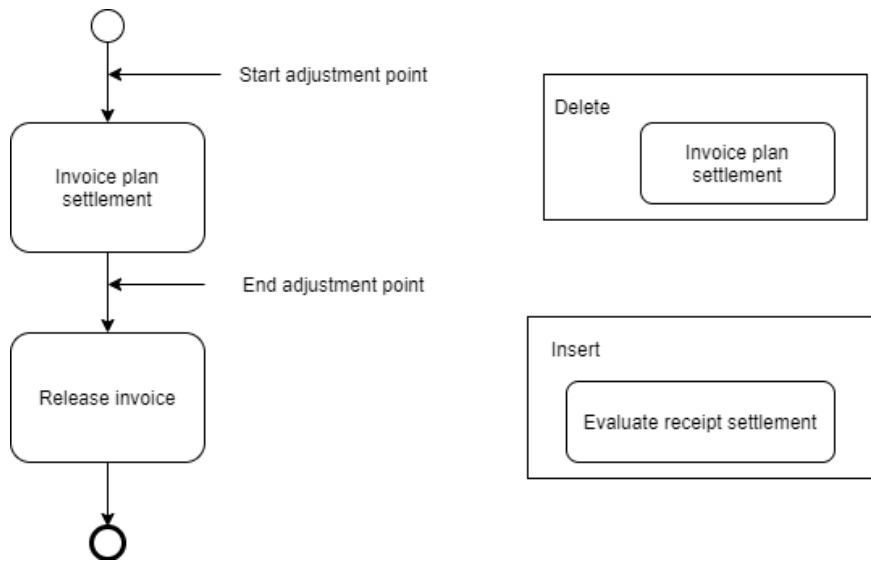 Start adjustment point
Delete
Invoice plan
settlement
Invoice plan
settlement
End adjustment point
Insert
Release invoice
Evaluate receipt settlement